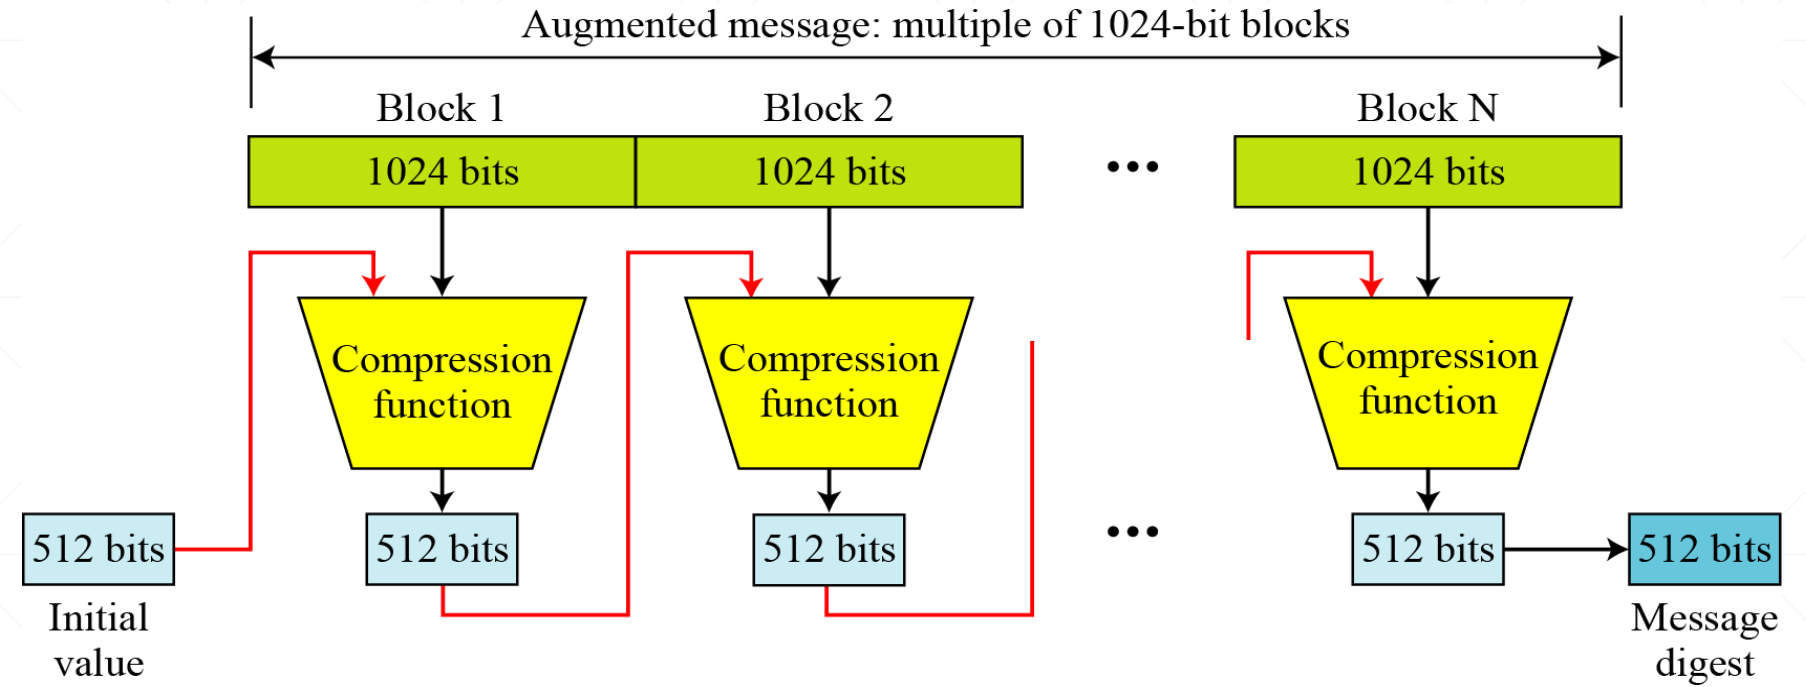 Augmented message: multiple of 1024-bit blocks
Block 1
Block 2
Block N
1024 bits
1024 bits
•••
1024 bits
Compression
function
Compression
function
Compression
function
512 bits
512 bits
512 bits
•••
512 bits
512 bits
Initial
value
Message
digest